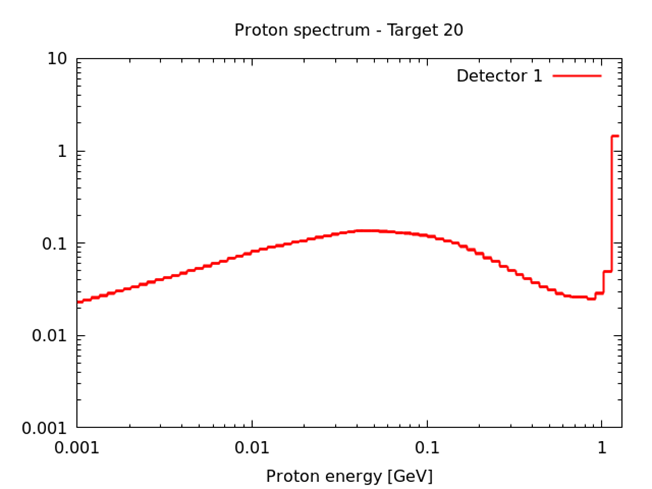 Proton spectrum - Target 20
Detector 1
10
1
0.1
0.01
0.001
0.001 0.01 0.1 1
Proton energy [GeV]